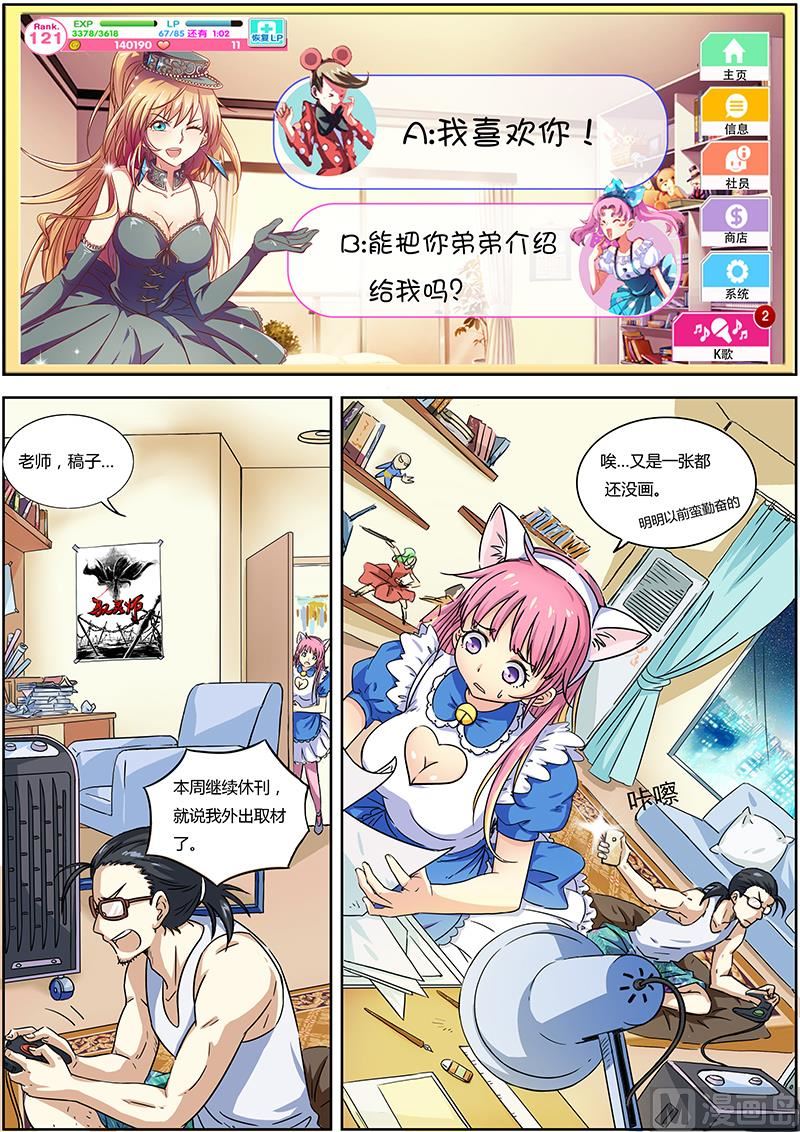 Rank.
121
EXP
3378/3618
LP
67/85 还有 1:02
140190
11
恢复LP
主页
信息
社员
商店
系统
2
K歌
A:我喜欢你！
B:能把你弟弟介绍
给我吗？
老师，稿子…
本周继续休刊，
就说我外出取材
了。
唉…又是一张都
还没画。
明明以前蛮勤奋的
咔嚓
漫画岛